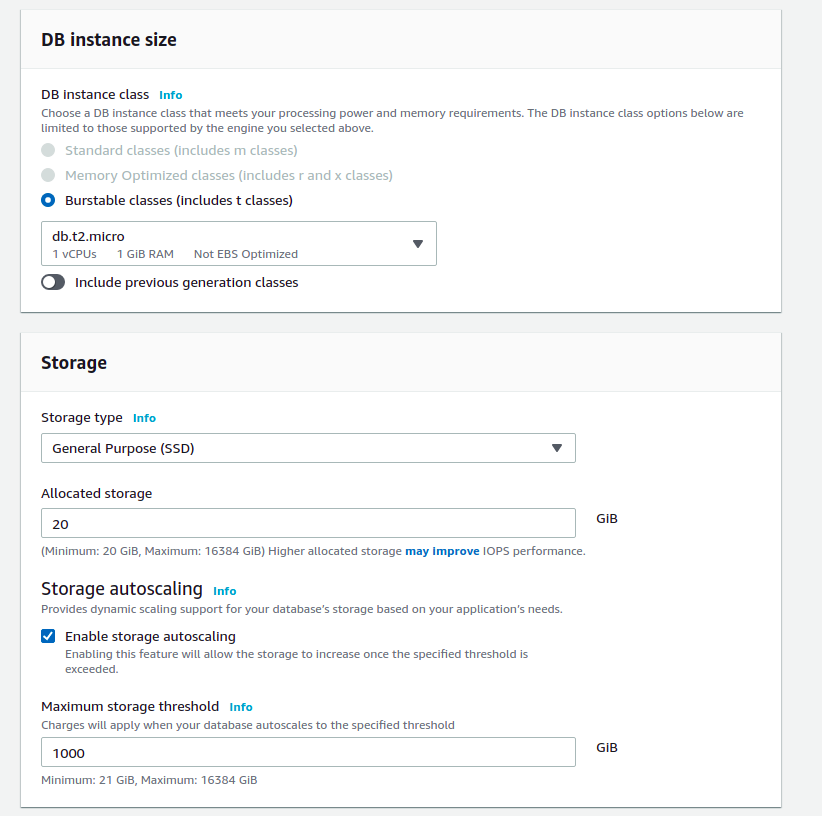 DB instance size
DB instance class Info
Choose a DB instance class that meets your processing power and memory requirements. The DB instance class options below are
limited to those supported by the engine you selected above.
Standard classes (includes m classes)
Memory Optimized classes (includes r and x classes)
Burstable classes (includes t classes)
db.t2.micro
1 vCPUs 1 GiB RAM Not EBS Optimized
Include previous generation classes
Storage
Storage type Info
General Purpose (SSD)
Allocated storage
20 GiB
(Minimum: 20 GiB, Maximum: 16384 GiB) Higher allocated storage may improve IOPS performance.
Storage autoscaling Info
Provides dynamic scaling support for your database's storage based on your application's needs.
Enable storage autoscaling
Enabling this feature will allow the storage to increase once the specified threshold is
exceeded.
Maximum storage threshold Info
Charges will apply when your database autoscales to the specified threshold
1000 GiB
Minimum: 21 GiB, Maximum: 16384 GiB